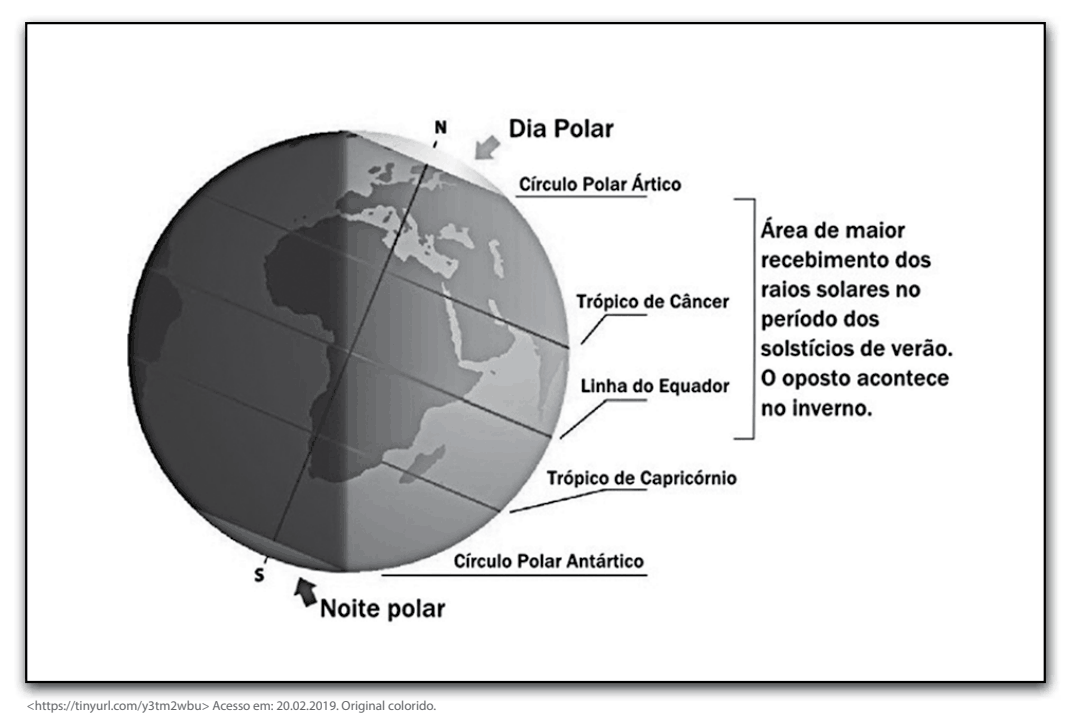 N
Dia Polar
Círculo Polar Ártico
Área de maior
recebimento dos
raios solares no
período dos
solstícios de verão.
O oposto acontece
no inverno.
Trópico de Câncer
Linha do Equador
Trópico de Capricórnio
Círculo Polar Antártico
S
Noite polar
<https://tinyurl.com/y3tm2wbu> Acesso em: 20.02.2019. Original colorido.